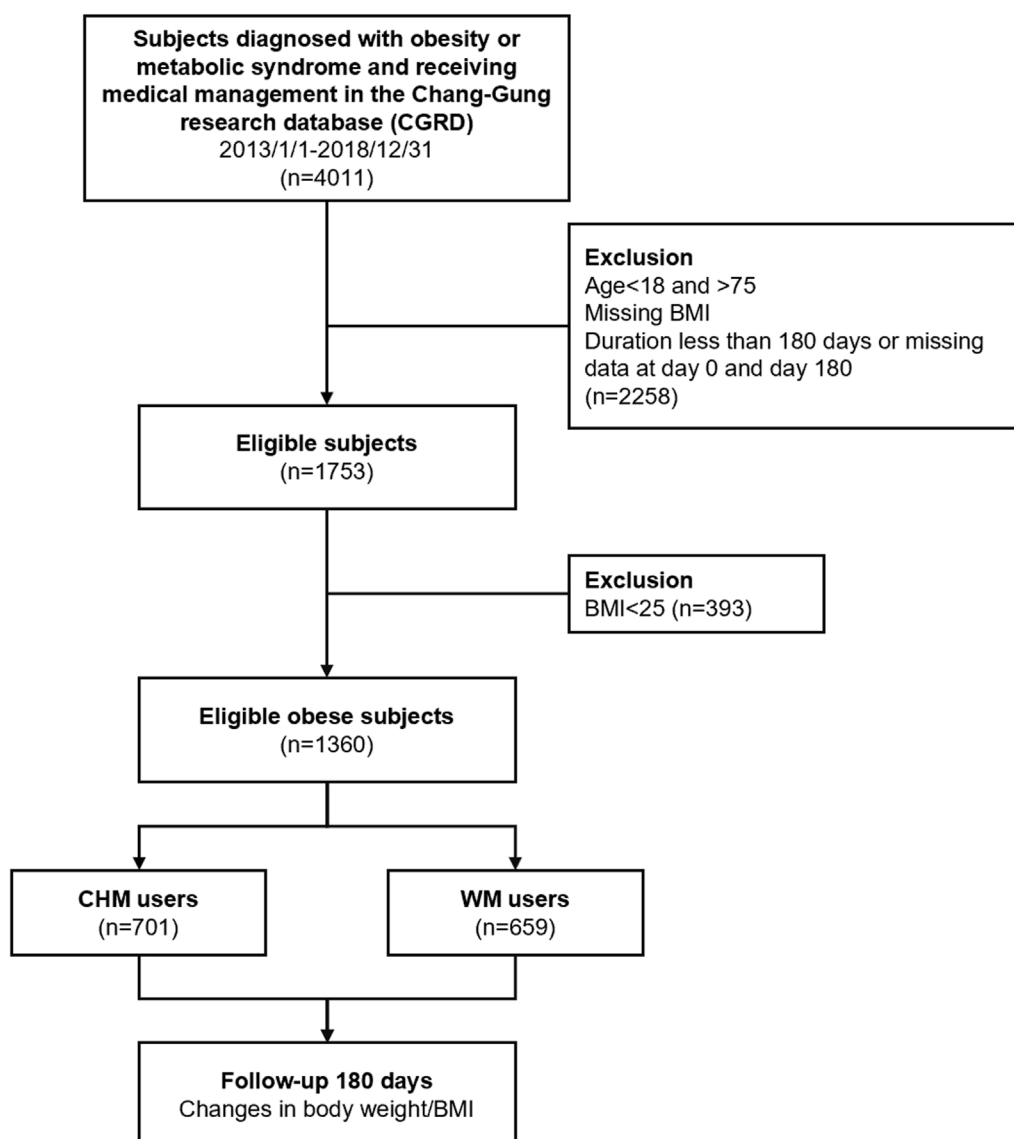 Subjects diagnosed with obesity or
metabolic syndrome and receiving
medical management in the Chang-Gung
research database (CGRD)
2013/1/1-2018/12/31
(n=4011)
Exclusion
Age<18 and >75
Missing BMI
Duration less than 180 days or missing
data at day 0 and day 180
(n=2258)
Eligible subjects
(n=1753)
Exclusion
BMI<25 (n=393)
Eligible obese subjects
(n=1360)
CHM users
(n=701)
WM users
(n=659)
Follow-up 180 days
Changes in body weight/BMI